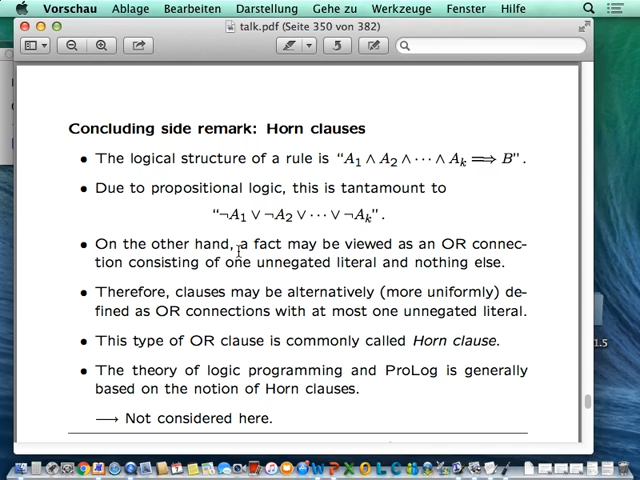 Vorschau Ablage Bearbeiten Darstellung Gehe zu Werkzeuge Fenster Hilfe
talk.pdf (Seite 350 von 382)
Concluding side remark: Horn clauses
• The logical structure of a rule is “A₁ ∧ A₂ ∧ ··· ∧ Aₖ ⟹ B”.
• Due to propositional logic, this is tantamount to
“¬A₁ ∨ ¬A₂ ∨ ··· ∨ ¬Aₖ”.
• On the other hand, a fact may be viewed as an OR connec-
tion consisting of one unnegated literal and nothing else.
• Therefore, clauses may be alternatively (more uniformly) de-
fined as OR connections with at most one unnegated literal.
• This type of OR clause is commonly called Horn clause.
• The theory of logic programming and ProLog is generally
based on the notion of Horn clauses.
⟶ Not considered here.
1.5